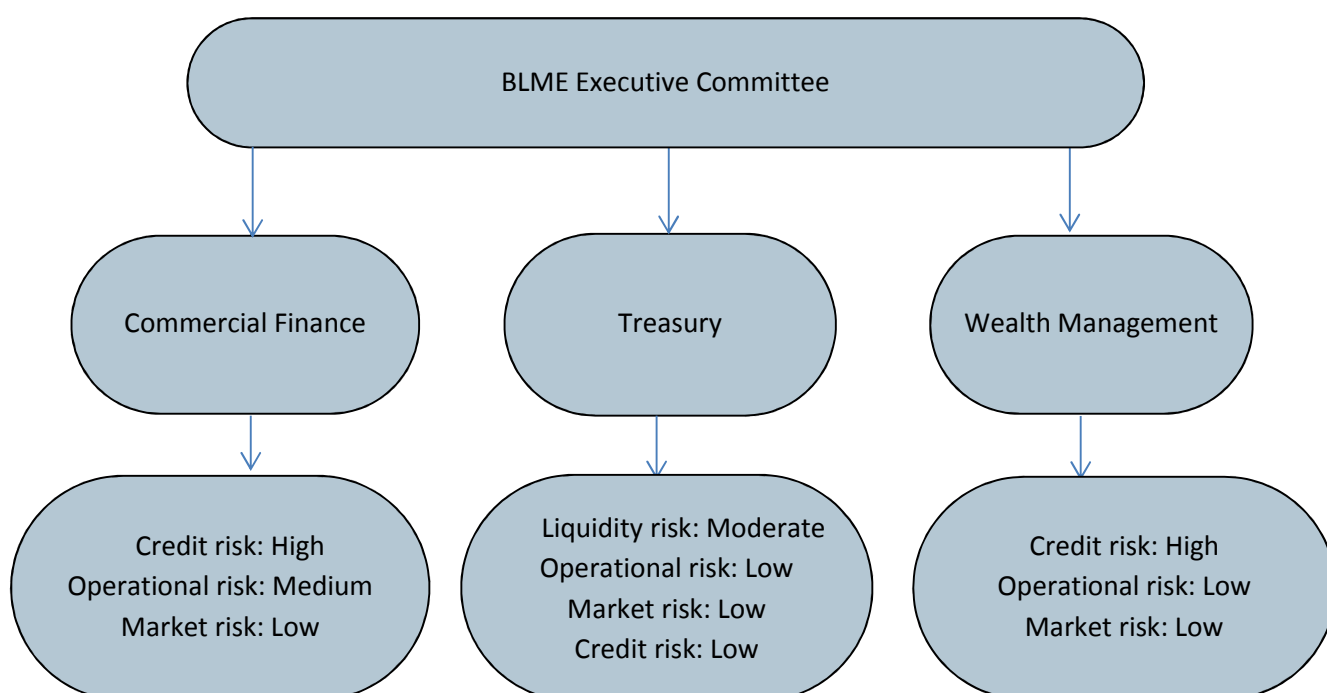 BLME Executive Committee
Commercial Finance
Treasury
Wealth Management
Credit risk: High
Operational risk: Medium
Market risk: Low
Liquidity risk: Moderate
Operational risk: Low
Market risk: Low
Credit risk: Low
Credit risk: High
Operational risk: Low
Market risk: Low